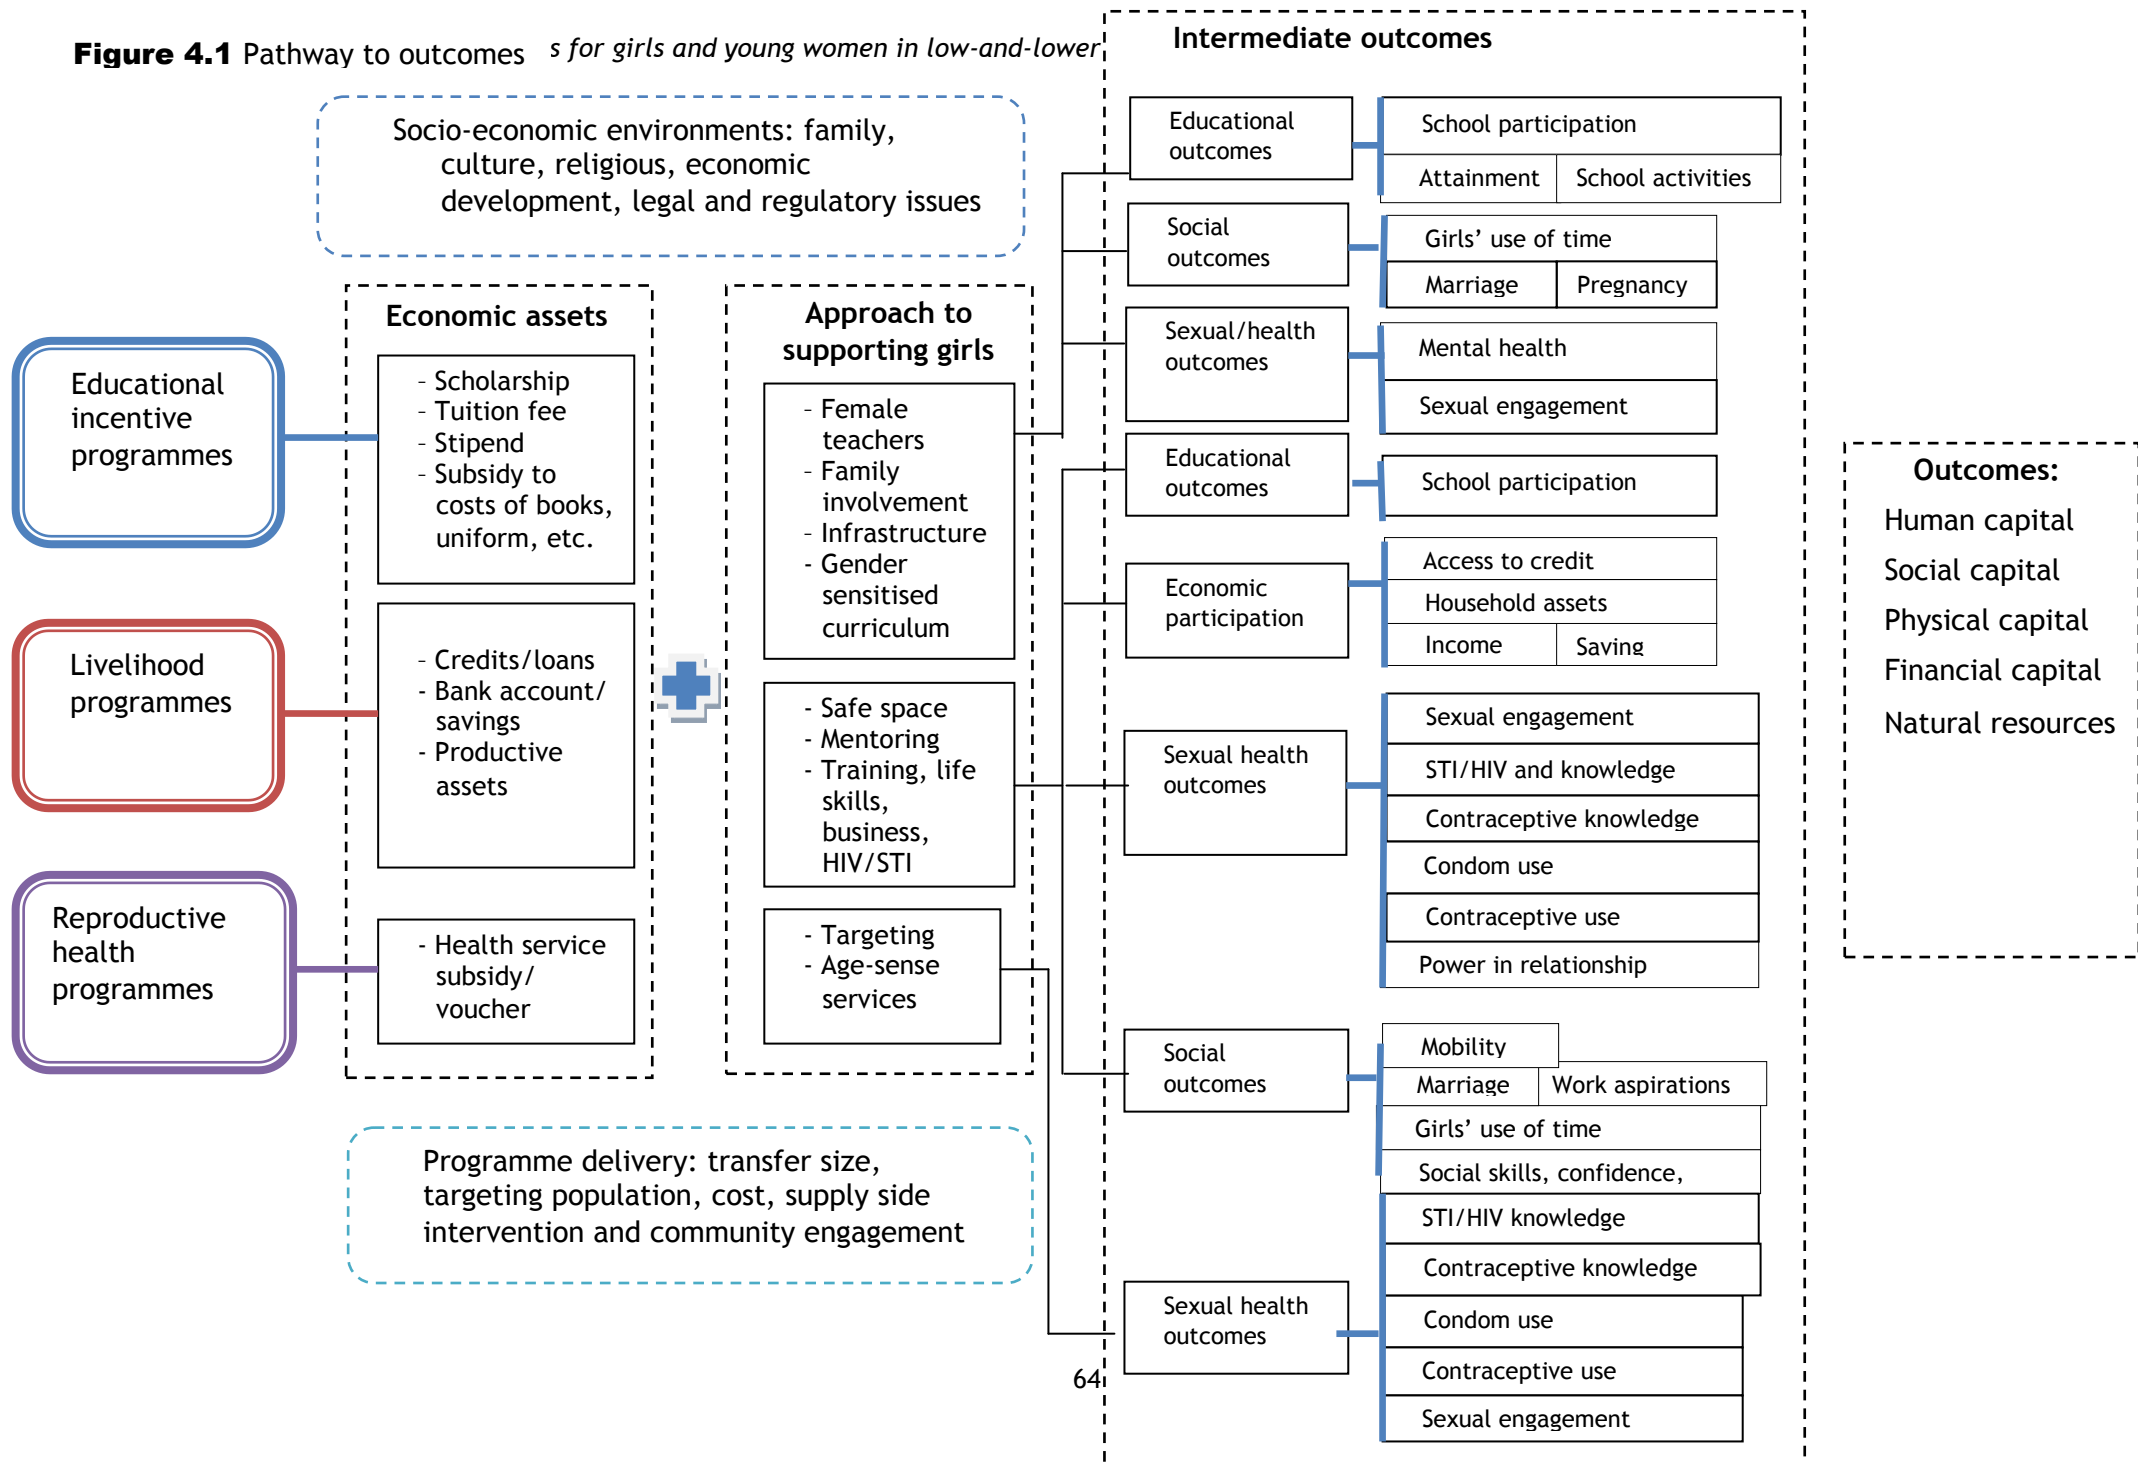 Figure 4.1 Pathway to outcomes
s for girls and young women in low-and-lower
Socio-economic environments: family,
culture, religious, economic
development, legal and regulatory issues
Educational
incentive
programmes
Livelihood
programmes
Reproductive
health
programmes
Economic assets
- Scholarship
- Tuition fee
- Stipend
- Subsidy to
costs of books,
uniform, etc.
- Credits/loans
- Bank account/
savings
- Productive
assets
- Health service
subsidy/
voucher
Approach to
supporting girls
- Female
teachers
- Family
involvement
- Infrastructure
- Gender
sensitised
curriculum
- Safe space
- Mentoring
- Training, life
skills,
business,
HIV/STI
- Targeting
- Age-sense
services
Programme delivery: transfer size,
targeting population, cost, supply side
intervention and community engagement
Intermediate outcomes
Educational
outcomes
School participation
Attainment
School activities
Social
outcomes
Girls’ use of time
Marriage
Pregnancy
Sexual/health
outcomes
Mental health
Sexual engagement
Educational
outcomes
School participation
Economic
participation
Access to credit
Household assets
Income
Saving
Sexual health
outcomes
Sexual engagement
STI/HIV and knowledge
Contraceptive knowledge
Condom use
Contraceptive use
Power in relationship
Social
outcomes
Mobility
Marriage
Work aspirations
Girls’ use of time
Social skills, confidence,
Sexual health
outcomes
STI/HIV knowledge
Contraceptive knowledge
Condom use
Contraceptive use
Sexual engagement
Outcomes:
Human capital
Social capital
Physical capital
Financial capital
Natural resources
64